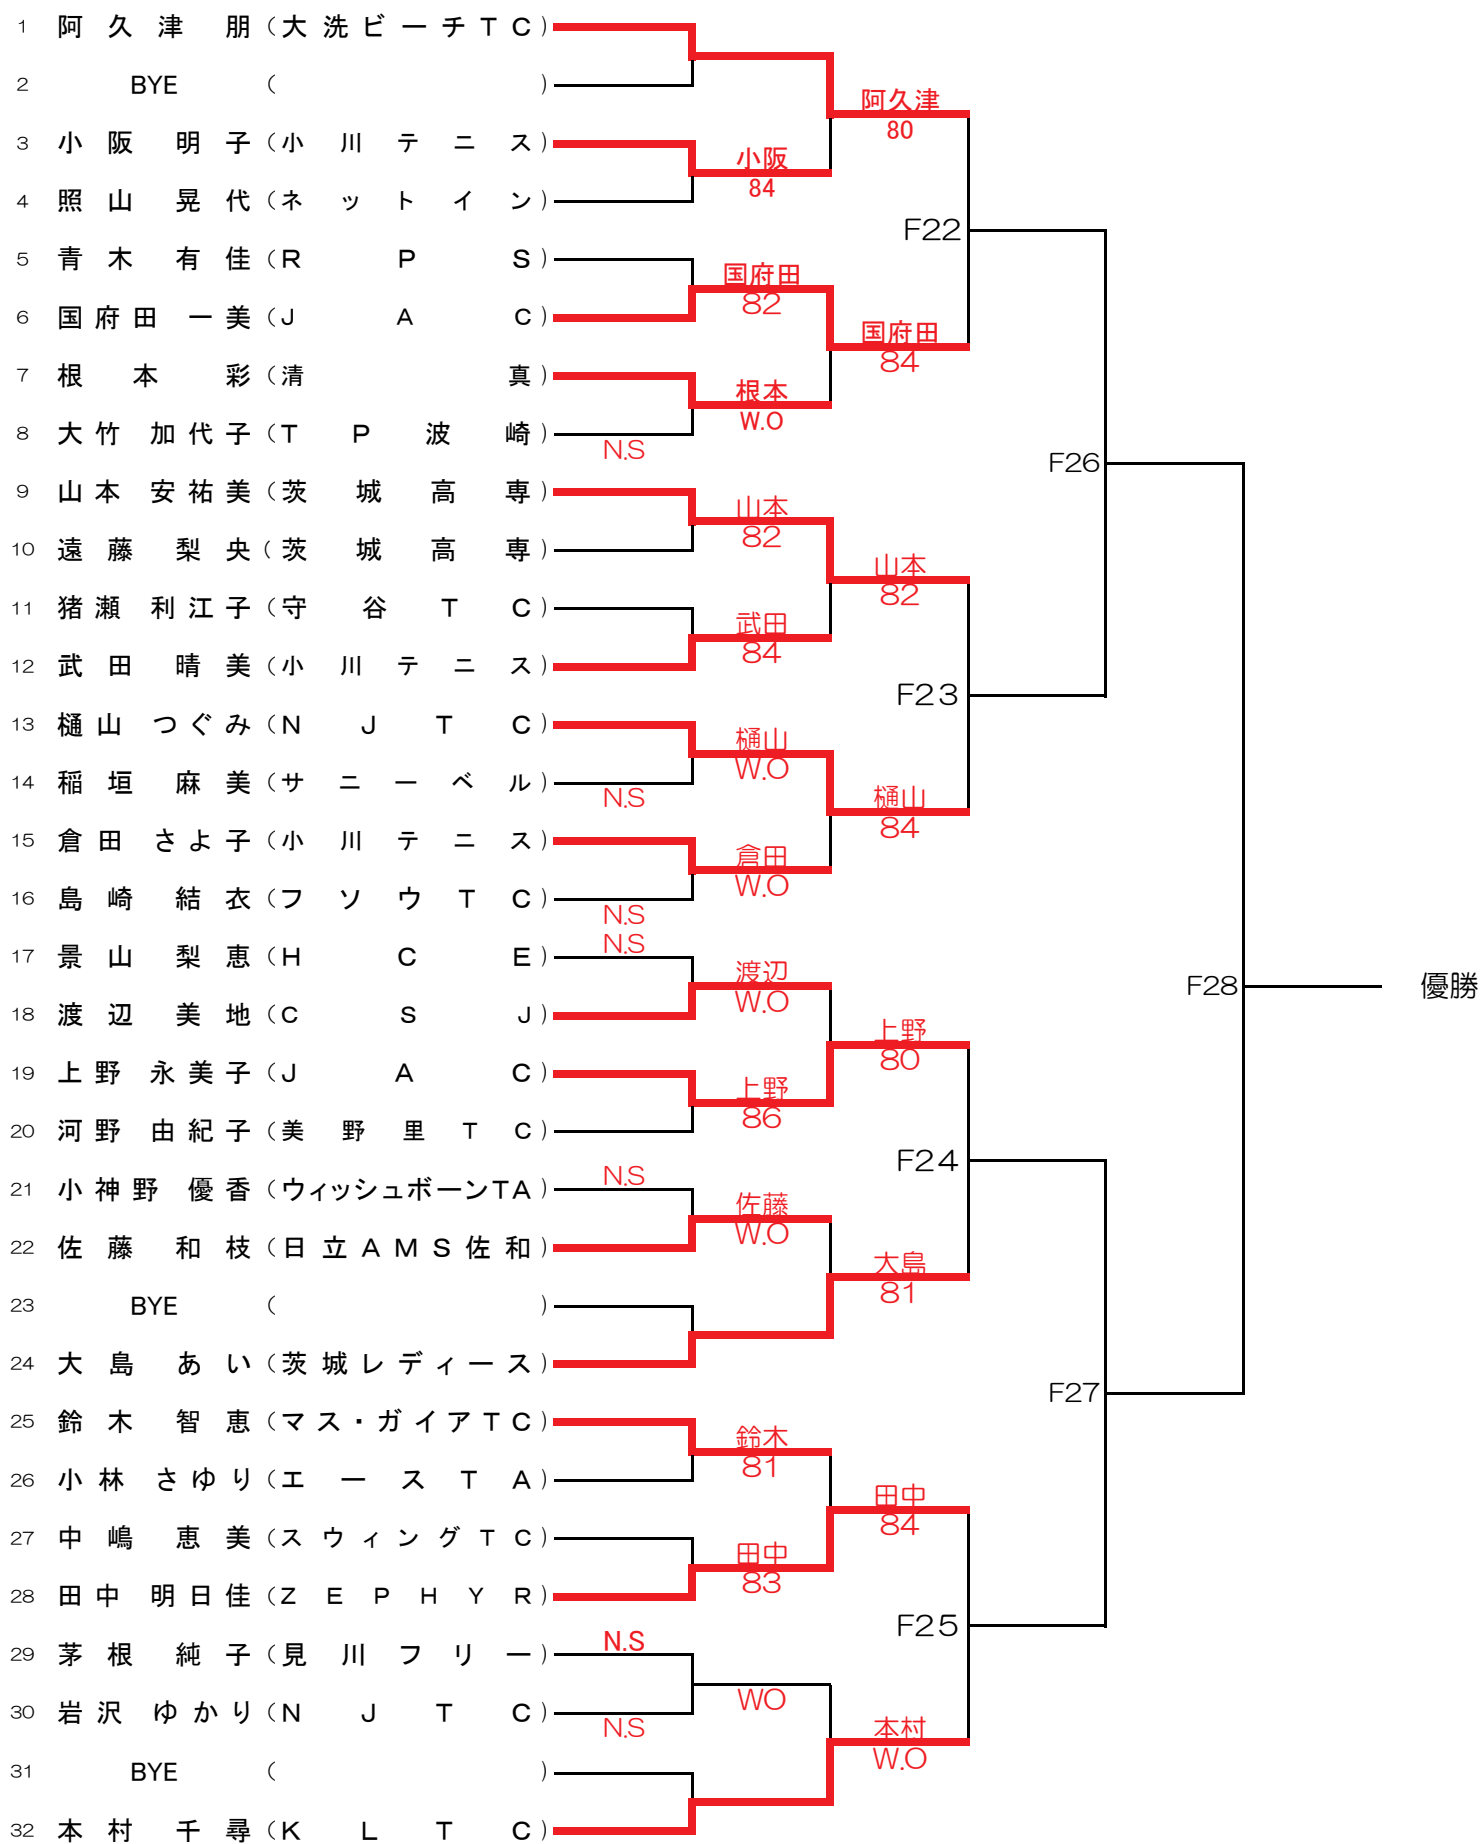 1 阿久津 朋 (大洗ビーチTC)
2 BYE ( )
阿久津
80
3 小阪 明子 (小川テニス)
小阪
84
4 照山 晃代 (ネットイン)
F22
5 青木 有佳 (RPS)
国府田
82
6 国府田 一美 (JAC)
国府田
84
7 根本 彩 (清真)
根本
W.O
8 大竹 加代子 (TP波崎)
N.S
F26
9 山本 安祐美 (茨城高専)
山本
82
10 遠藤 梨央 (茨城高専)
山本
82
11 猪瀬 利江子 (守谷TC)
武田
84
12 武田 晴美 (小川テニス)
F23
13 樋山 つぐみ (NJTC)
樋山
W.O
14 稲垣 麻美 (サニーベル)
N.S
樋山
84
15 倉田 さよ子 (小川テニス)
倉田
W.O
16 島崎 結衣 (フソウTC)
N.S
N.S
17 景山 梨恵 (HCE)
渡辺
W.O
F28 優勝
18 渡辺 美地 (CSJ)
上野
80
19 上野 永美子 (JAC)
上野
86
20 河野 由紀子 (美野里TC)
F24
21 小神野 優香 (ウィッシュボーンTA)
N.S
佐藤
W.O
22 佐藤 和枝 (日立AMS佐和)
大島
81
23 BYE ( )
24 大島 あい (茨城レディース)
F27
25 鈴木 智恵 (マス・ガイアTC)
鈴木
81
26 小林 さゆり (エースTA)
田中
84
27 中嶋 恵美 (スウィングTC)
田中
83
28 田中 明日佳 (ZEPHYR)
F25
29 茅根 純子 (見川フリー)
N.S
WO
30 岩沢 ゆかり (NJTC)
N.S
本村
W.O
31 BYE ( )
32 本村 千尋 (KLTC)